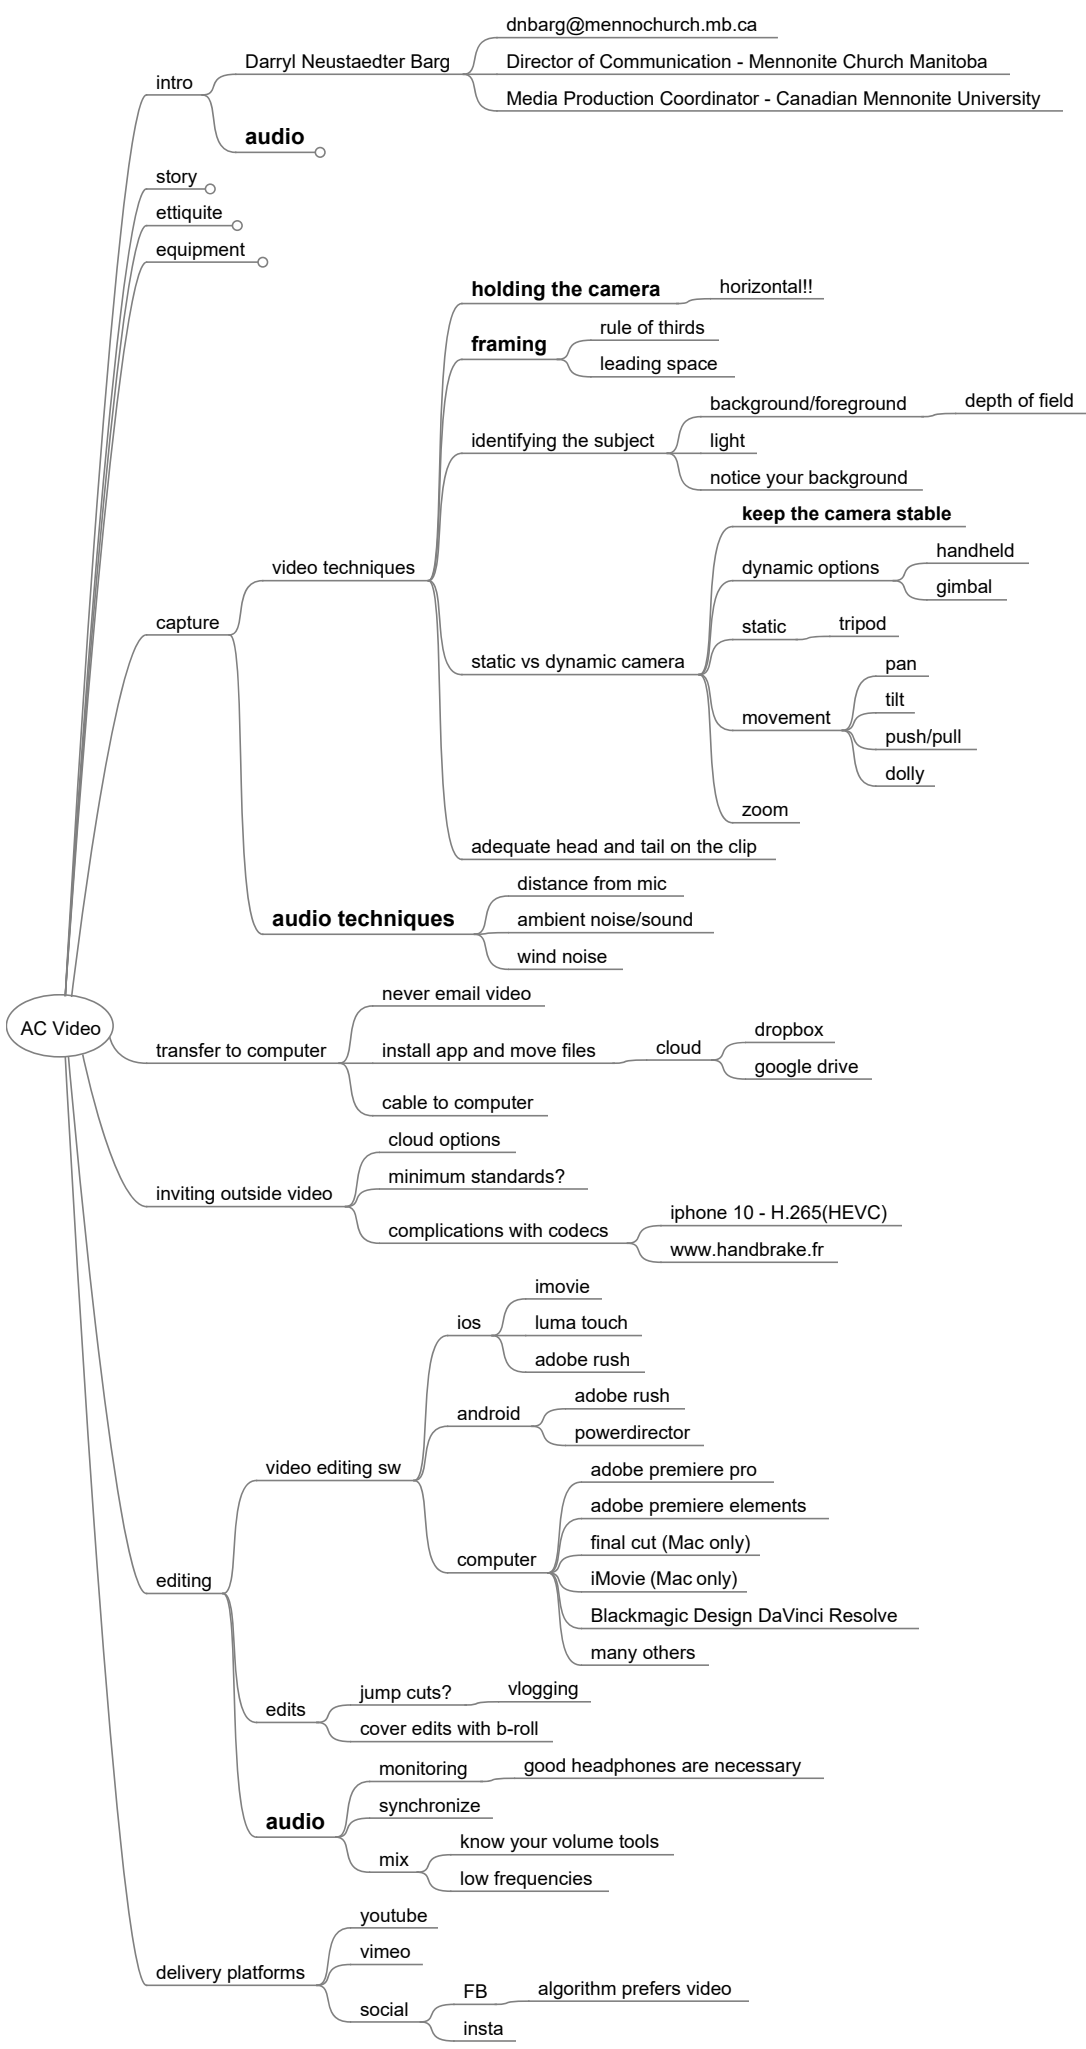 dnbarg@mennochurch.mb.ca
Darryl Neustaedter Barg
Director of Communication - Mennonite Church Manitoba
intro
Media Production Coordinator - Canadian Mennonite University
audio
story
ettiquite
equipment
holding the camera
horizontal!!
framing
rule of thirds
leading space
background/foreground
depth of field
identifying the subject
light
notice your background
keep the camera stable
video techniques
dynamic options
handheld
gimbal
capture
static
tripod
static vs dynamic camera
pan
tilt
movement
push/pull
dolly
zoom
adequate head and tail on the clip
distance from mic
audio techniques
ambient noise/sound
wind noise
AC Video
never email video
transfer to computer
install app and move files
cloud
dropbox
google drive
cable to computer
cloud options
inviting outside video
minimum standards?
complications with codecs
iphone 10 - H.265(HEVC)
www.handbrake.fr
imovie
ios
luma touch
adobe rush
android
adobe rush
powerdirector
video editing sw
adobe premiere pro
adobe premiere elements
final cut (Mac only)
computer
iMovie (Mac only)
editing
Blackmagic Design DaVinci Resolve
many others
edits
jump cuts?
vlogging
cover edits with b-roll
monitoring
good headphones are necessary
audio
synchronize
mix
know your volume tools
low frequencies
youtube
vimeo
delivery platforms
social
FB
algorithm prefers video
insta